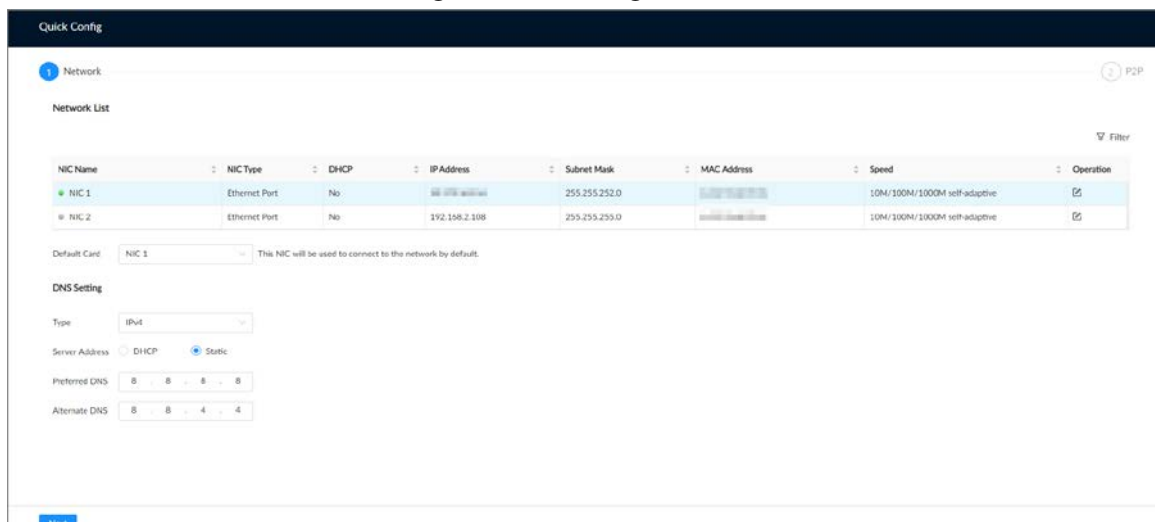 Quick Config
1 Network
2 P2P
Network List
Filter
NIC Name NIC Type DHCP IP Address Subnet Mask MAC Address Speed Operation
NIC 1 Ethernet Port No 255.255.252.0 10M/100M/1000M self-adaptive
NIC 2 Ethernet Port No 192.168.2.108 255.255.255.0 10M/100M/1000M self-adaptive
Default Card NIC 1 This NIC will be used to connect to the network by default.
DNS Setting
Type IPv4
Server Address DHCP Static
Preferred DNS 8 . 8 . 8 . 8
Alternate DNS 8 . 8 . 4 . 4